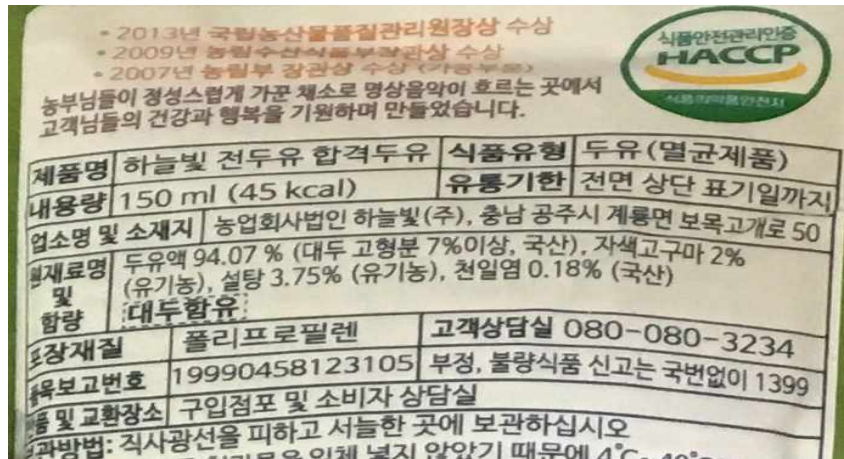 • 2013년 국립농산물품질관리원장상 수상
• 2009년 농림수산식품부장관상 수상
• 2007년 농림부 장관상 수상 (가공부문)
농부님들이 정성스럽게 가꾼 채소로 명상음악이 흐르는 곳에서
고객님들의 건강과 행복을 기원하며 만들었습니다.
식품안전관리인증
HACCP
식품의약품안전처
제품명 하늘빛 전두유 합격두유 식품유형 두유(멸균제품)
내용량 150 ml (45 kcal) 유통기한 전면 상단 표기일까지
업소명 및 소재지 농업회사법인 하늘빛(주), 충남 공주시 계룡면 보목고개로 50
원재료명 및 함량 두유액 94.07 % (대두 고형분 7%이상, 국산), 자색고구마 2%
(유기농), 설탕 3.75% (유기농), 천일염 0.18% (국산)
대두함유
포장재질 폴리프로필렌 고객상담실 080-080-3234
품목보고번호 19990458123105 부정, 불량식품 신고는 국번없이 1399
및 교환장소 구입점포 및 소비자 상담실
보관방법: 직사광선을 피하고 서늘한 곳에 보관하십시오
일체 넣지 않았기 때문에 4℃~40℃